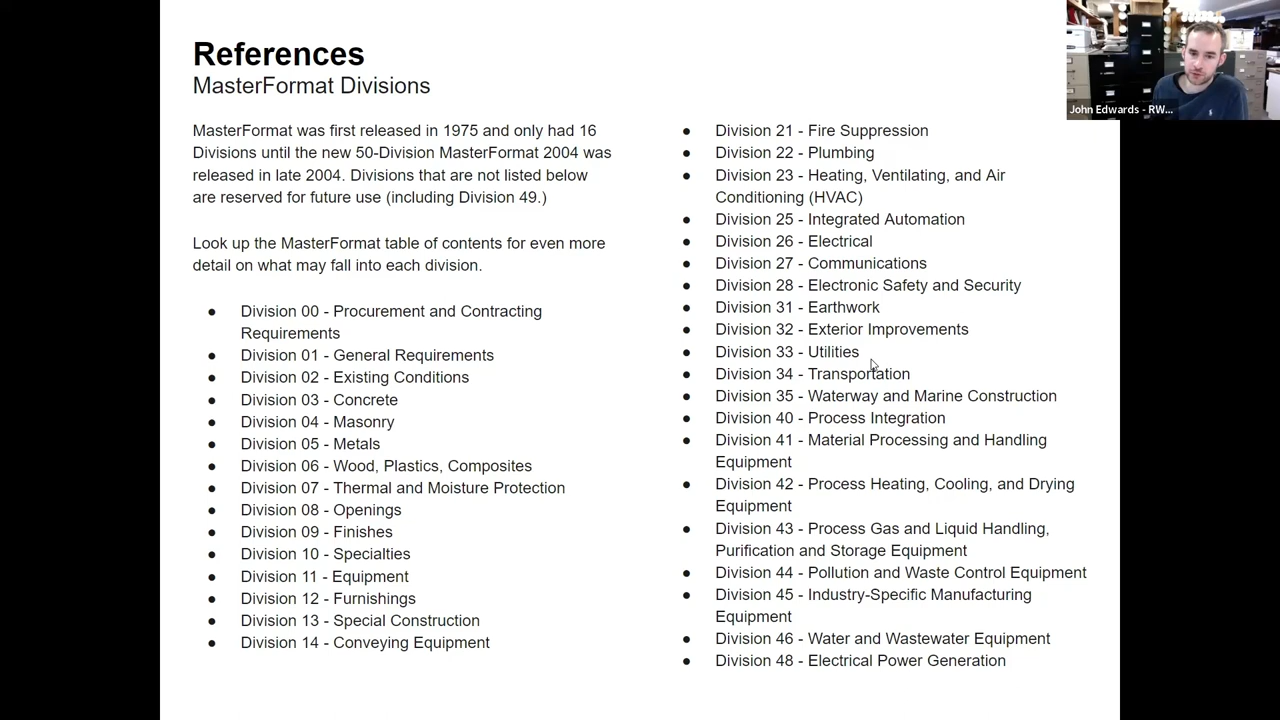 References
MasterFormat Divisions
MasterFormat was first released in 1975 and only had 16
Divisions until the new 50-Division MasterFormat 2004 was
released in late 2004. Divisions that are not listed below
are reserved for future use (including Division 49.)
Look up the MasterFormat table of contents for even more
detail on what may fall into each division.
● Division 00 - Procurement and Contracting
Requirements
● Division 01 - General Requirements
● Division 02 - Existing Conditions
● Division 03 - Concrete
● Division 04 - Masonry
● Division 05 - Metals
● Division 06 - Wood, Plastics, Composites
● Division 07 - Thermal and Moisture Protection
● Division 08 - Openings
● Division 09 - Finishes
● Division 10 - Specialties
● Division 11 - Equipment
● Division 12 - Furnishings
● Division 13 - Special Construction
● Division 14 - Conveying Equipment
● Division 21 - Fire Suppression
● Division 22 - Plumbing
● Division 23 - Heating, Ventilating, and Air
Conditioning (HVAC)
● Division 25 - Integrated Automation
● Division 26 - Electrical
● Division 27 - Communications
● Division 28 - Electronic Safety and Security
● Division 31 - Earthwork
● Division 32 - Exterior Improvements
● Division 33 - Utilities
● Division 34 - Transportation
● Division 35 - Waterway and Marine Construction
● Division 40 - Process Integration
● Division 41 - Material Processing and Handling
Equipment
● Division 42 - Process Heating, Cooling, and Drying
Equipment
● Division 43 - Process Gas and Liquid Handling,
Purification and Storage Equipment
● Division 44 - Pollution and Waste Control Equipment
● Division 45 - Industry-Specific Manufacturing
Equipment
● Division 46 - Water and Wastewater Equipment
● Division 48 - Electrical Power Generation
John Edwards - RW...